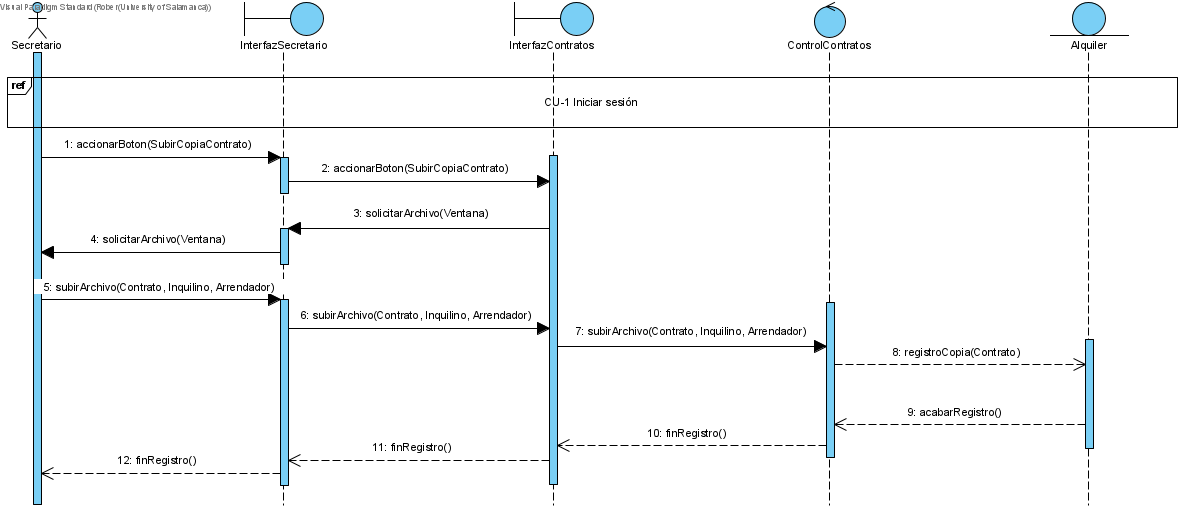 Visual Paradigm Standard (Rober(University of Salamanca))
Secretario
InterfazSecretario
InterfazContratos
ControlContratos
Alquiler
ref
CU-1 Iniciar sesión
1: accionarBoton(SubirCopiaContrato)
2: accionarBoton(SubirCopiaContrato)
3: solicitarArchivo(Ventana)
4: solicitarArchivo(Ventana)
5: subirArchivo(Contrato, Inquilino, Arrendador)
6: subirArchivo(Contrato, Inquilino, Arrendador)
7: subirArchivo(Contrato, Inquilino, Arrendador)
8: registroCopia(Contrato)
9: acabarRegistro()
10: finRegistro()
11: finRegistro()
12: finRegistro()